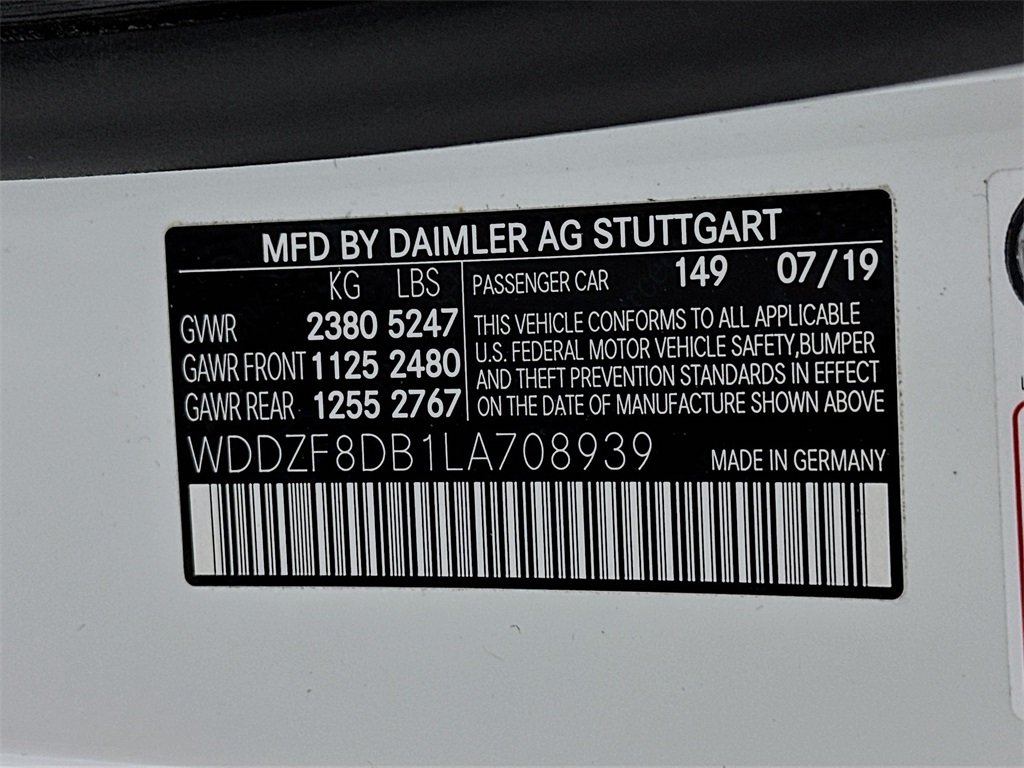 MFD BY DAIMLER AG STUTTGART
KG LBS
GVWR 2380 5247
GAWR FRONT 1125 2480
GAWR REAR 1255 2767
PASSENGER CAR 149 07/19
THIS VEHICLE CONFORMS TO ALL APPLICABLE
U.S. FEDERAL MOTOR VEHICLE SAFETY,BUMPER
AND THEFT PREVENTION STANDARDS IN EFFECT
ON THE DATE OF MANUFACTURE SHOWN ABOVE
WDDZF8DB1LA708939
MADE IN GERMANY